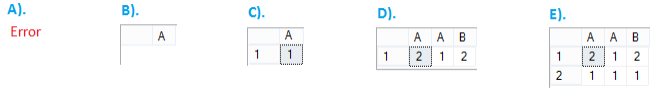 A). B). C). D). E).
Error A A A A B A A B
1 1 1 2 1 2 1 2 1 2
2 1 1 1